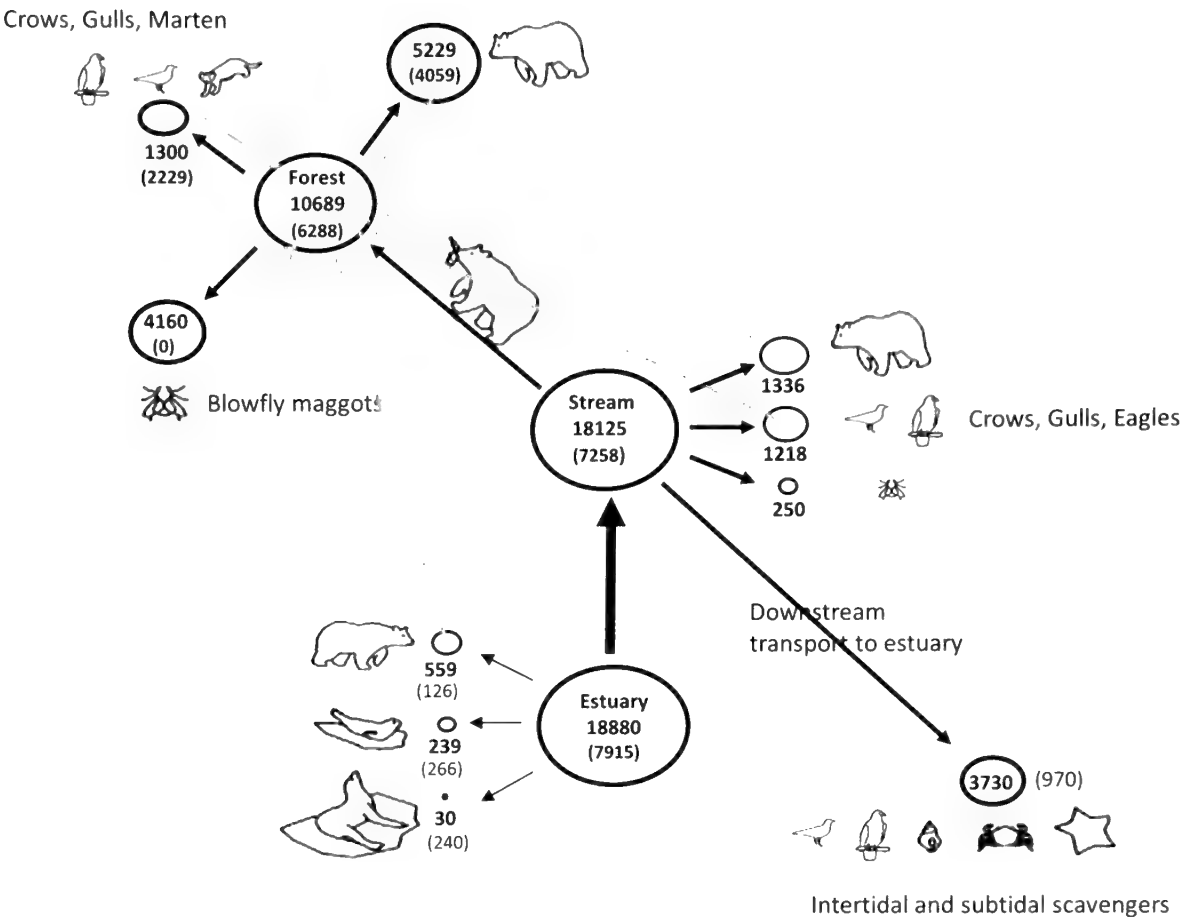 Crows, Gulls, Marten
5229
(4059)
1300
(2229)
Forest
10689
(6288)
4160
(0)
Blowfly maggots
Stream
18125
(7258)
1336
1218
Crows, Gulls, Eagles
250
Downstream
transport to estuary
559
(126)
239
(266)
30
(240)
Estuary
18880
(7915)
3730 (970)
Intertidal and subtidal scavengers